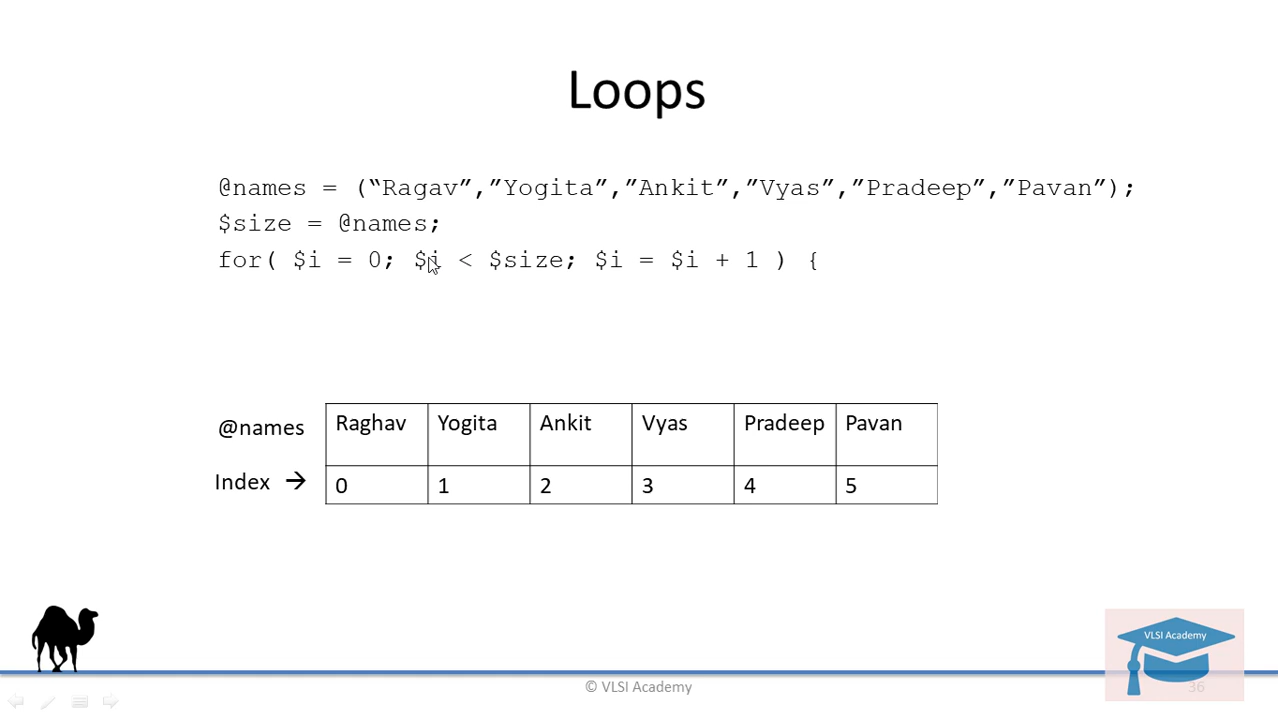 Loops
@names = (“Ragav”,”Yogita”,”Ankit”,”Vyas”,”Pradeep”,”Pavan”);
$size = @names;
for( $i = 0; $i < $size; $i = $i + 1 ) {
@names Raghav Yogita Ankit Vyas Pradeep Pavan
Index → 0 1 2 3 4 5
VLSI Academy
© VLSI Academy
36